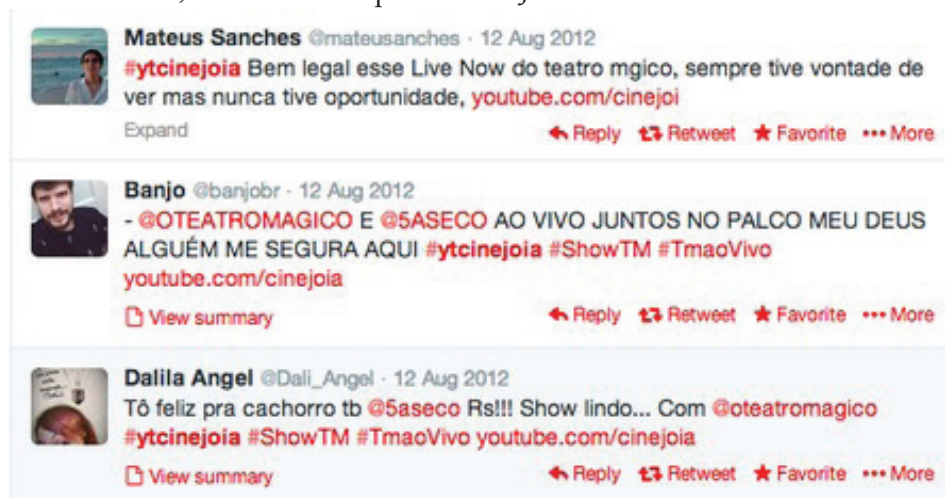 Mateus Sanches @mateusanches · 12 Aug 2012
#ytcinejoia Bem legal esse Live Now do teatro mgico, sempre tive vontade de
ver mas nunca tive oportunidade, youtube.com/cinejoi
Expand
Reply Retweet Favorite More
Banjo @banjobr · 12 Aug 2012
- @OTEATROMAGICO E @5ASECO AO VIVO JUNTOS NO PALCO MEU DEUS
ALGUÉM ME SEGURA AQUI #ytcinejoia #ShowTM #TmaoVivo
youtube.com/cinejoia
View summary
Reply Retweet Favorite More
Dalila Angel @Dali_Angel · 12 Aug 2012
Tô feliz pra cachorro tb @5aseco Rs!!! Show lindo... Com @oteatromagico
#ytcinejoia #ShowTM #TmaoVivo youtube.com/cinejoia
View summary
Reply Retweet Favorite More